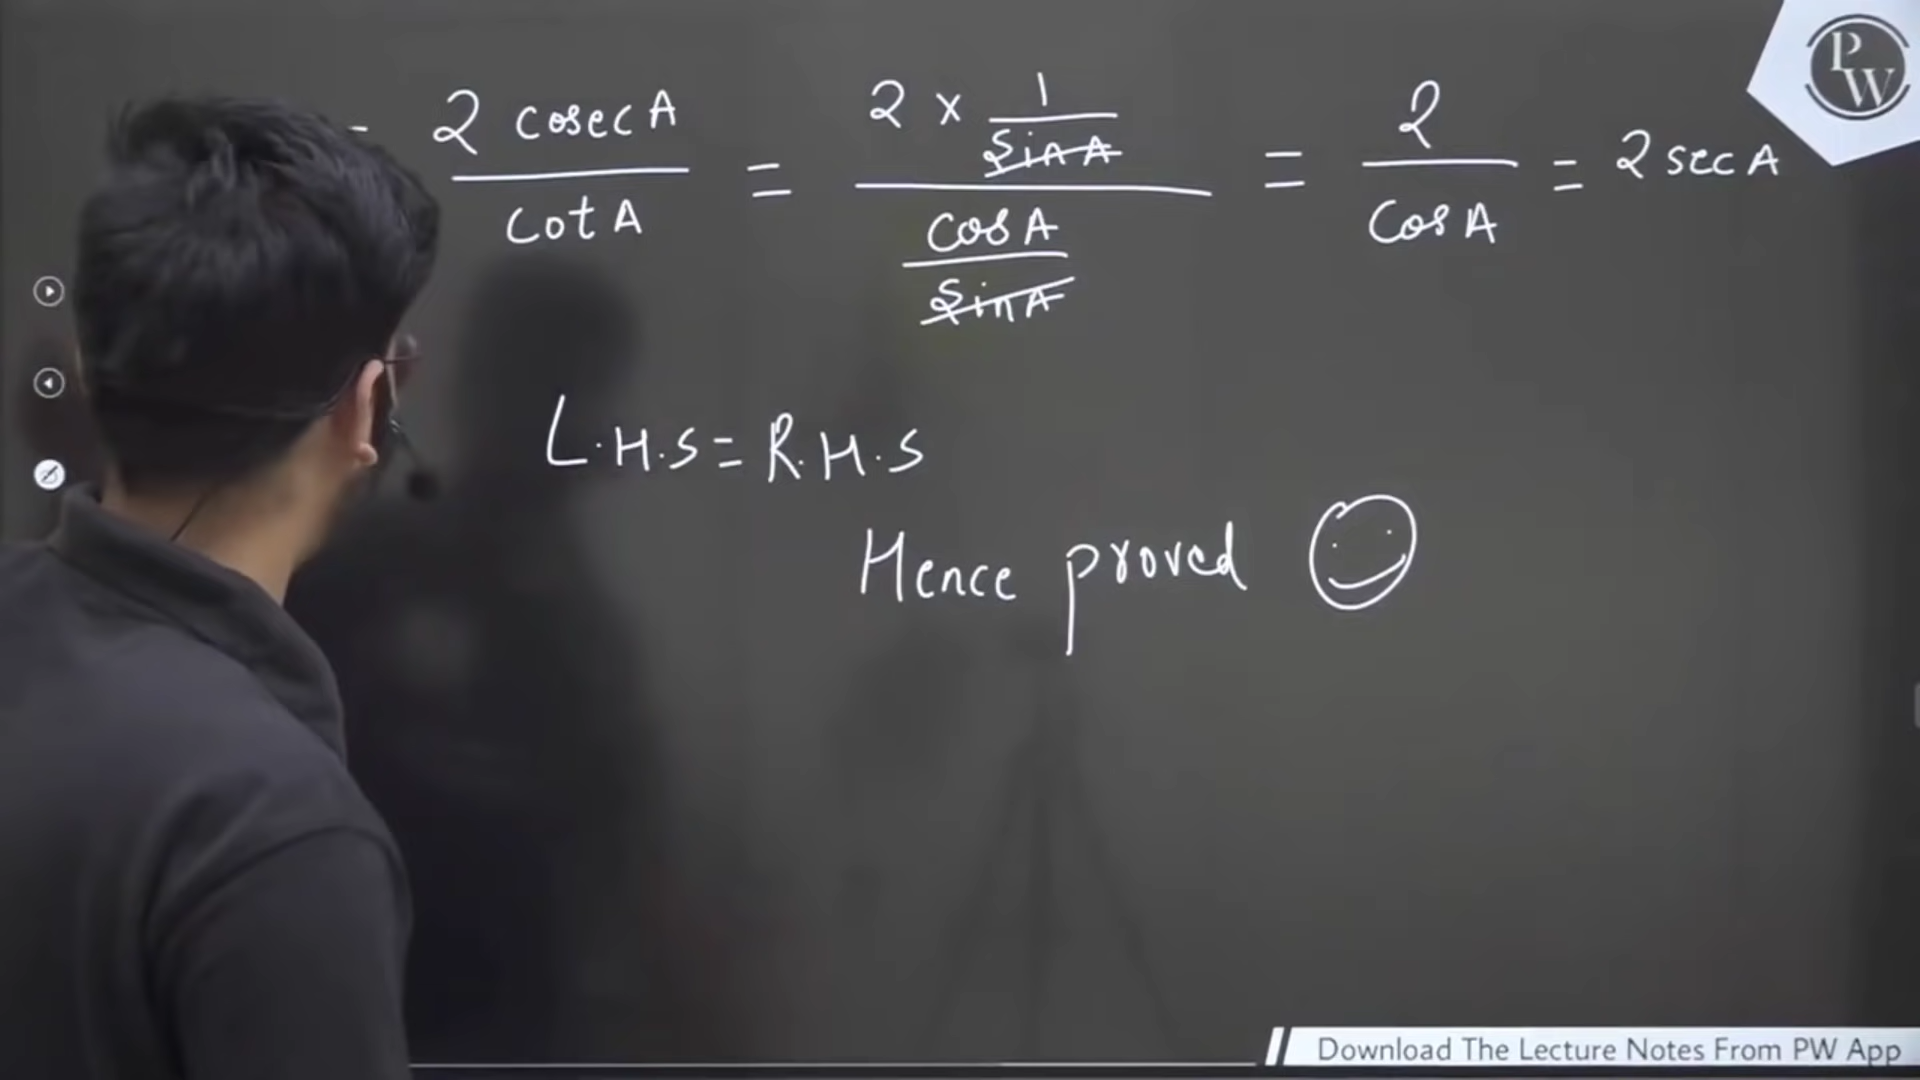 = 2 cosec A / cot A = (2 × 1/sin A) / (cos A / sin A) = 2 / cos A = 2 sec A
L.H.S = R.H.S
Hence proved
PW
Download The Lecture Notes From PW App